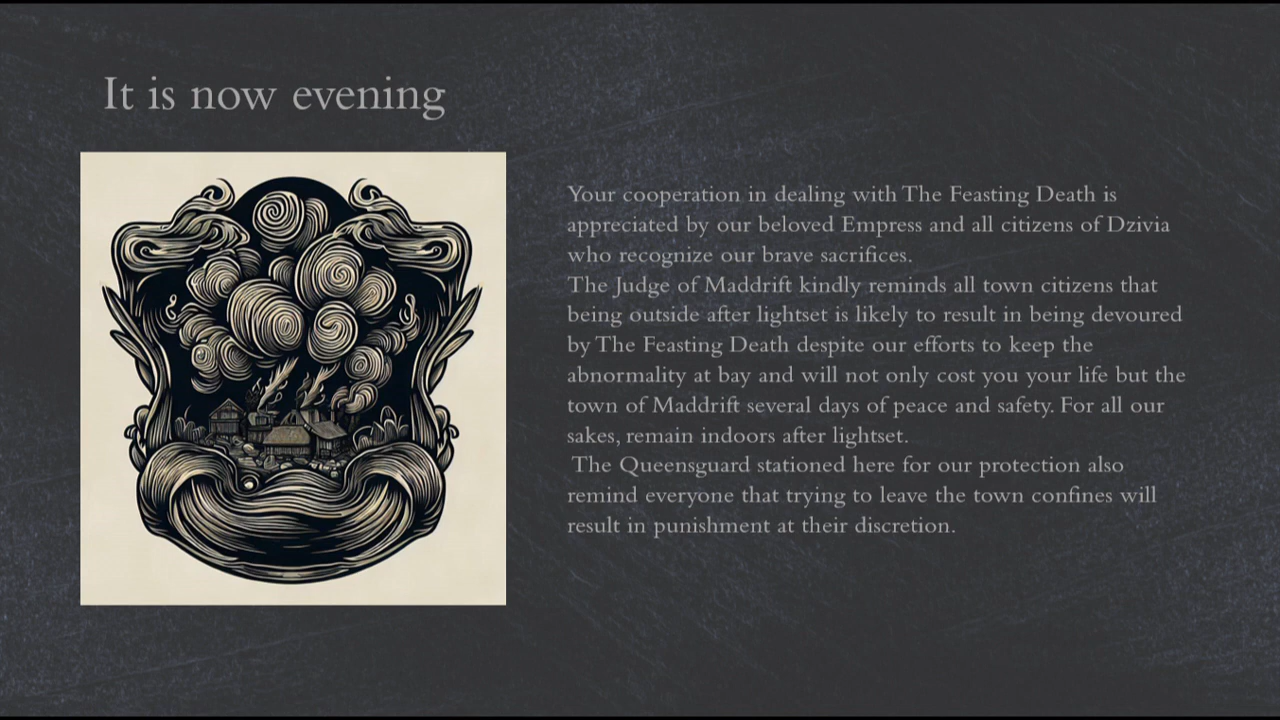 It is now evening
Your cooperation in dealing with The Feasting Death is
appreciated by our beloved Empress and all citizens of Dzivia
who recognize our brave sacrifices.
The Judge of Maddrift kindly reminds all town citizens that
being outside after lightset is likely to result in being devoured
by The Feasting Death despite our efforts to keep the
abnormality at bay and will not only cost you your life but the
town of Maddrift several days of peace and safety. For all our
sakes, remain indoors after lightset.
The Queensguard stationed here for our protection also
remind everyone that trying to leave the town confines will
result in punishment at their discretion.